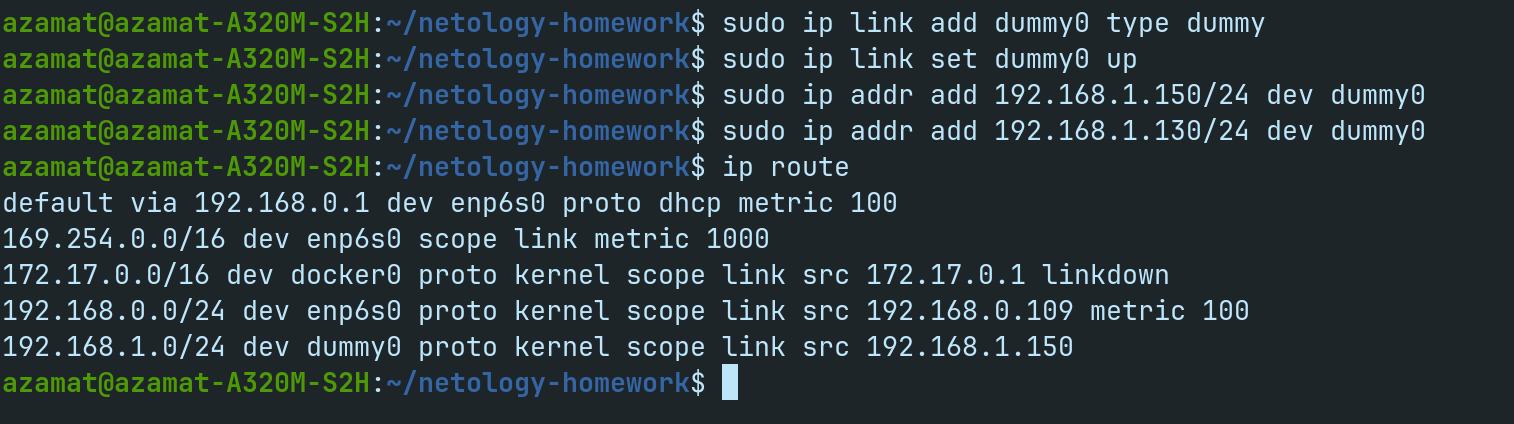 azamat@azamat-A320M-S2H:~/netology-homework$ sudo ip link add dummy0 type dummy
azamat@azamat-A320M-S2H:~/netology-homework$ sudo ip link set dummy0 up
azamat@azamat-A320M-S2H:~/netology-homework$ sudo ip addr add 192.168.1.150/24 dev dummy0
azamat@azamat-A320M-S2H:~/netology-homework$ sudo ip addr add 192.168.1.130/24 dev dummy0
azamat@azamat-A320M-S2H:~/netology-homework$ ip route
default via 192.168.0.1 dev enp6s0 proto dhcp metric 100
169.254.0.0/16 dev enp6s0 scope link metric 1000
172.17.0.0/16 dev docker0 proto kernel scope link src 172.17.0.1 linkdown
192.168.0.0/24 dev enp6s0 proto kernel scope link src 192.168.0.109 metric 100
192.168.1.0/24 dev dummy0 proto kernel scope link src 192.168.1.150
azamat@azamat-A320M-S2H:~/netology-homework$